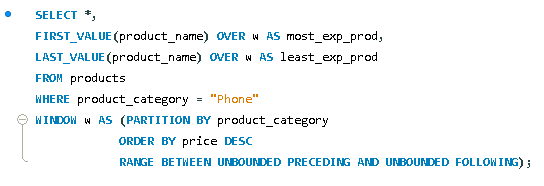 SELECT *,
FIRST_VALUE(product_name) OVER w AS most_exp_prod,
LAST_VALUE(product_name) OVER w AS least_exp_prod
FROM products
WHERE product_category = "Phone"
WINDOW w AS (PARTITION BY product_category
ORDER BY price DESC
RANGE BETWEEN UNBOUNDED PRECEDING AND UNBOUNDED FOLLOWING);